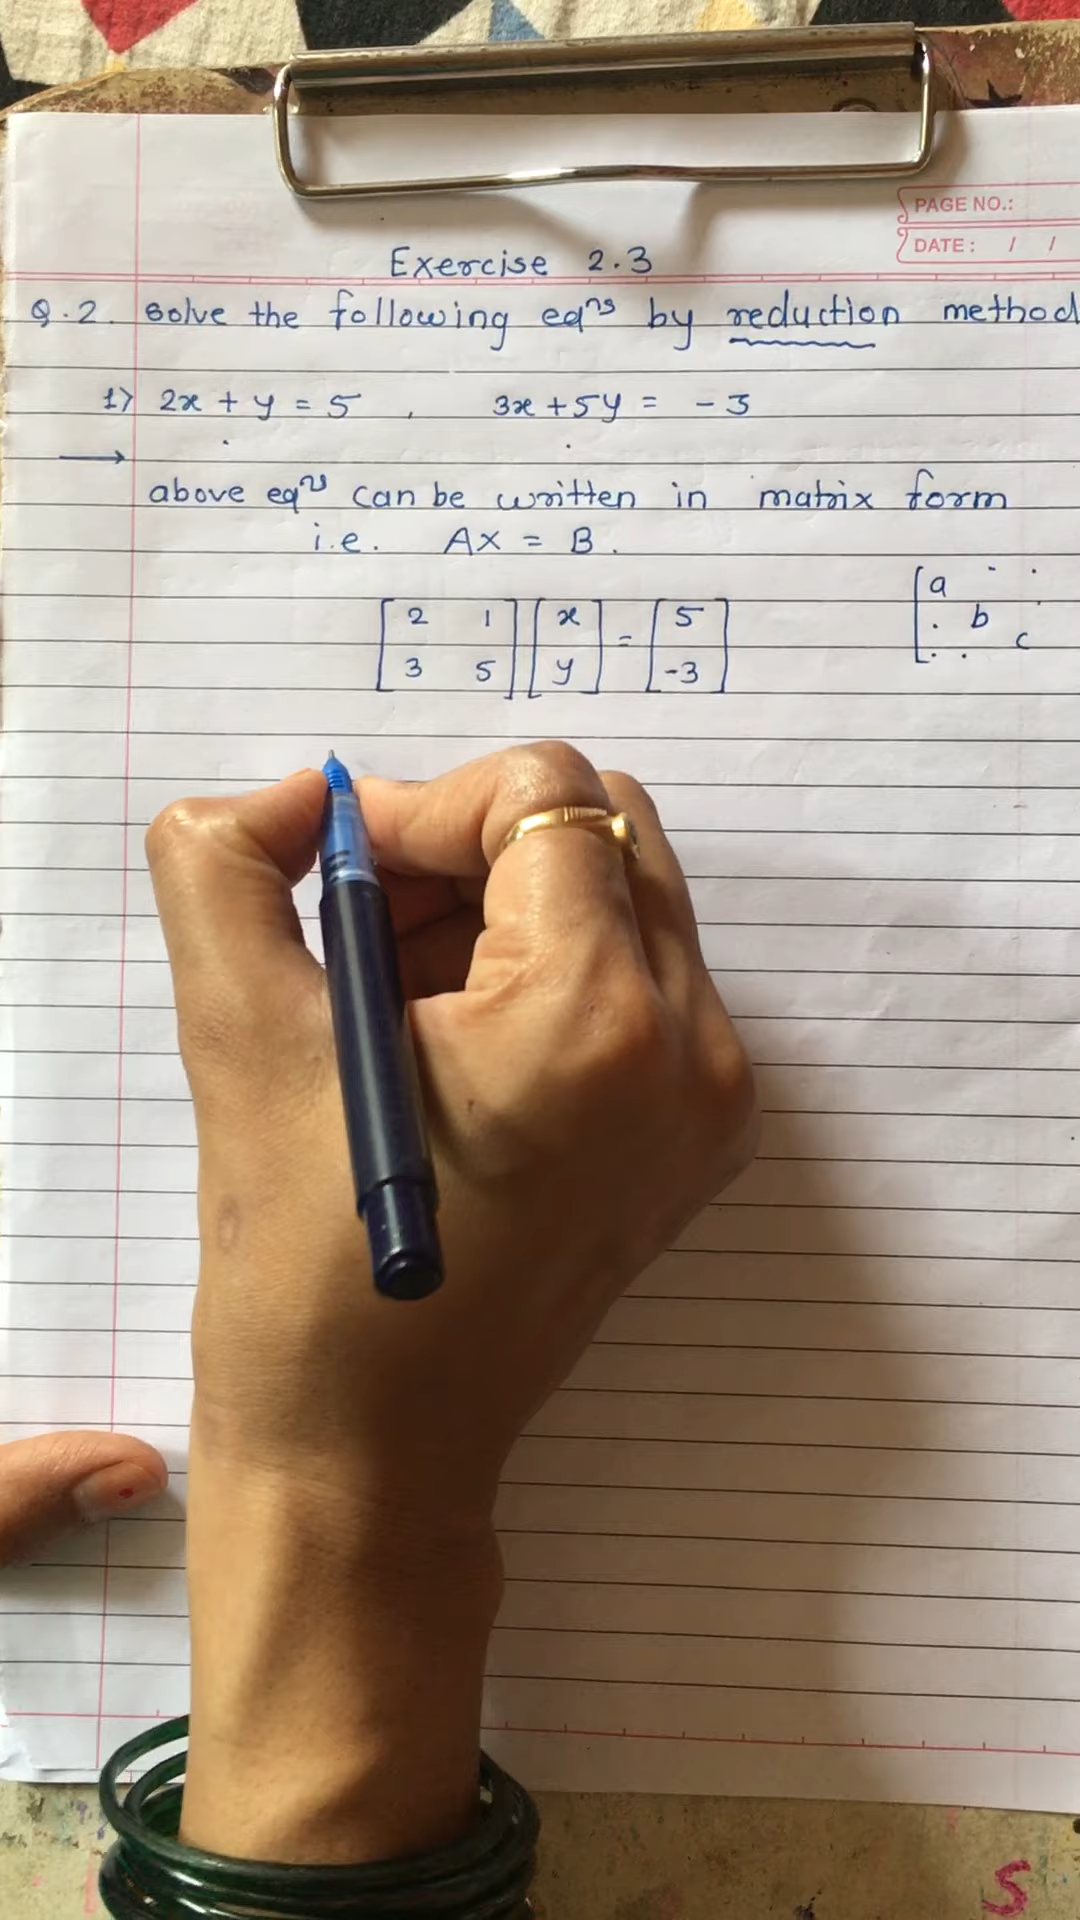 PAGE NO.:
DATE: / /
Exercise 2.3
Q.2. Solve the following eqⁿˢ by reduction method
1) 2x + y = 5 , 3x + 5y = -3
above eqⁿˢ can be written in matrix form
i.e. AX = B.
[2 1] [x] = [5]
[3 5] [y] [-3]
[a . .
. b .
. . c
S